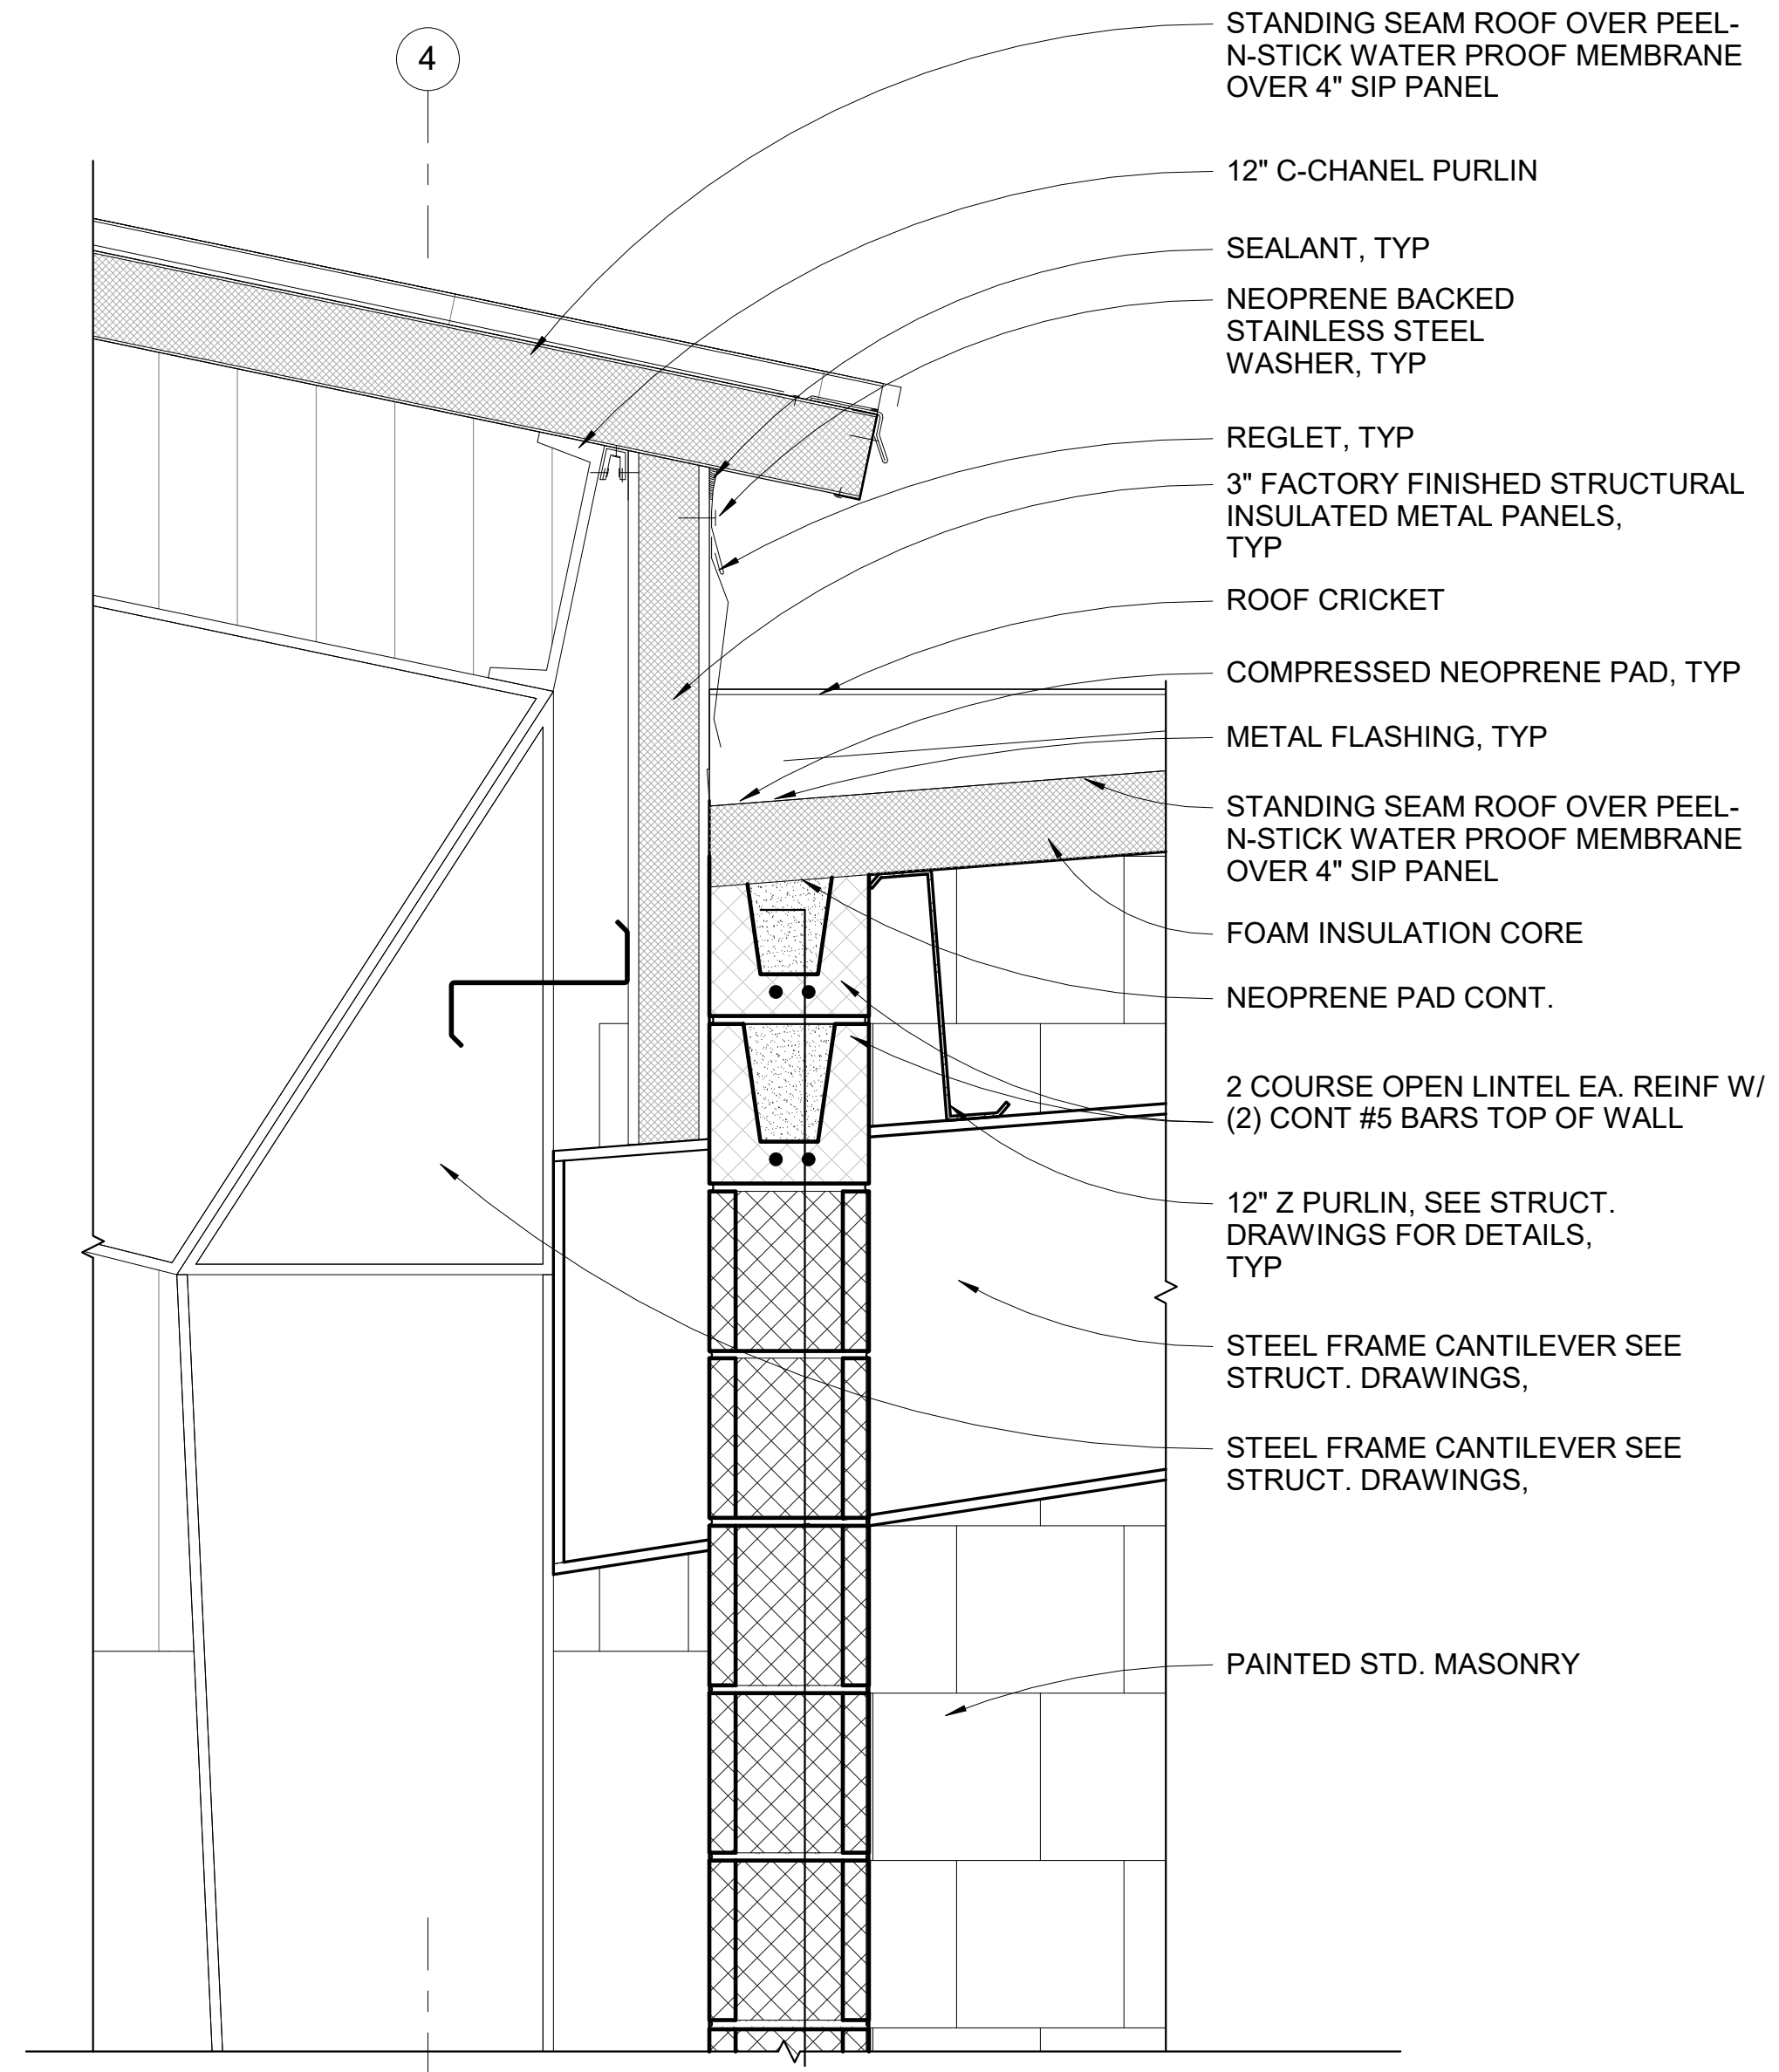 4
STANDING SEAM ROOF OVER PEEL-
N-STICK WATER PROOF MEMBRANE
OVER 4" SIP PANEL
12" C-CHANEL PURLIN
SEALANT, TYP
NEOPRENE BACKED
STAINLESS STEEL
WASHER, TYP
REGLET, TYP
3" FACTORY FINISHED STRUCTURAL
INSULATED METAL PANELS,
TYP
ROOF CRICKET
COMPRESSED NEOPRENE PAD, TYP
METAL FLASHING, TYP
STANDING SEAM ROOF OVER PEEL-
N-STICK WATER PROOF MEMBRANE
OVER 4" SIP PANEL
FOAM INSULATION CORE
NEOPRENE PAD CONT.
2 COURSE OPEN LINTEL EA. REINF W/
(2) CONT #5 BARS TOP OF WALL
12" Z PURLIN, SEE STRUCT.
DRAWINGS FOR DETAILS,
TYP
STEEL FRAME CANTILEVER SEE
STRUCT. DRAWINGS,
STEEL FRAME CANTILEVER SEE
STRUCT. DRAWINGS,
PAINTED STD. MASONRY